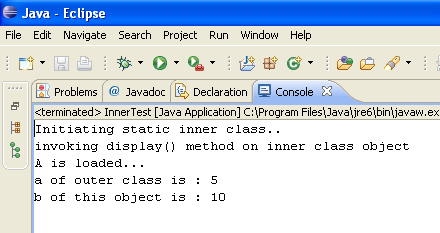 Java - Eclipse
File Edit Navigate Search Project Run Window Help
Problems @ Javadoc Declaration Console
<terminated> InnerTest [Java Application] C:\Program Files\Java\jre6\bin\javaw.ex
Initiating static inner class..
invoking display() method on inner class object
A is loaded...
a of outer class is : 5
b of this object is : 10